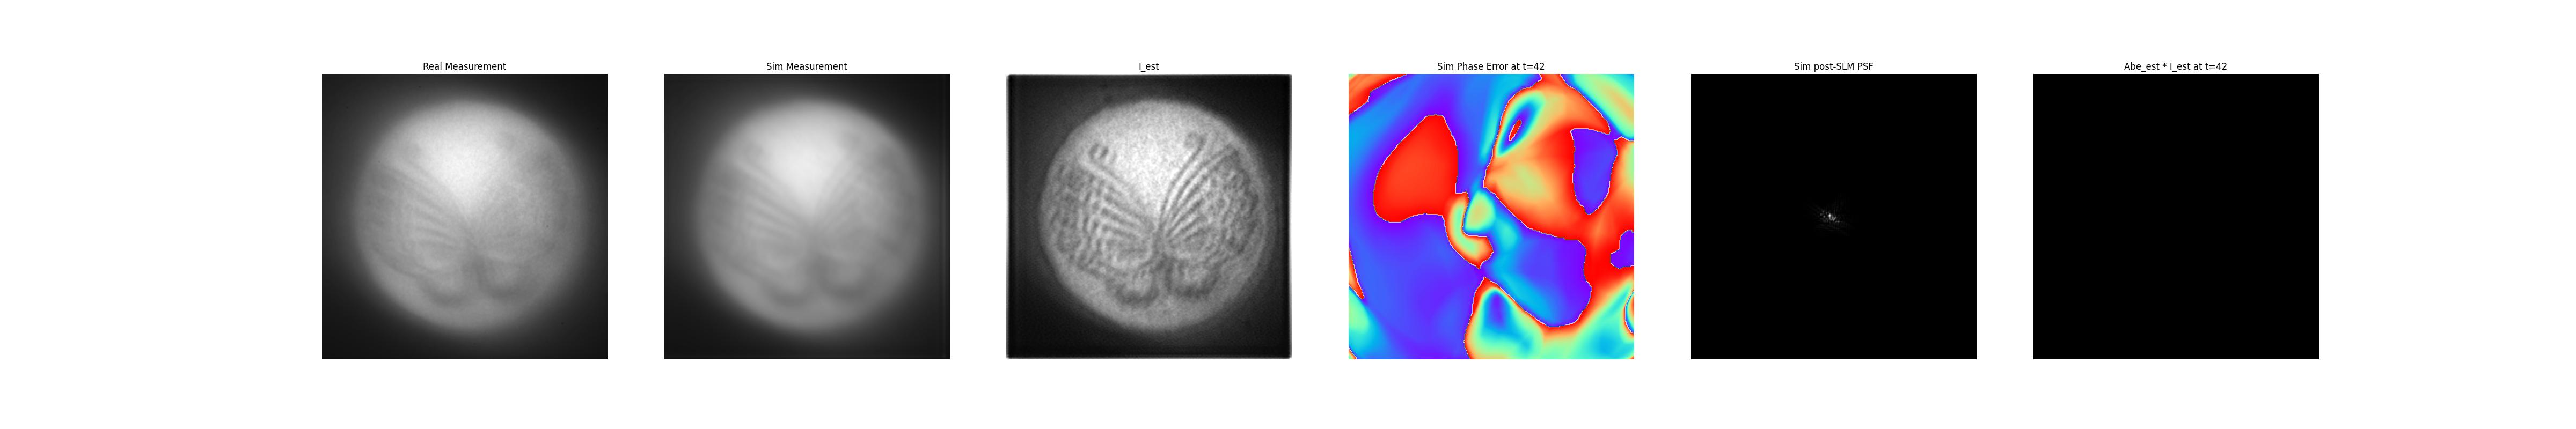 Real Measurement
Sim Measurement
I_est
Sim Phase Error at t=42
Sim post-SLM PSF
Abe_est * I_est at t=42